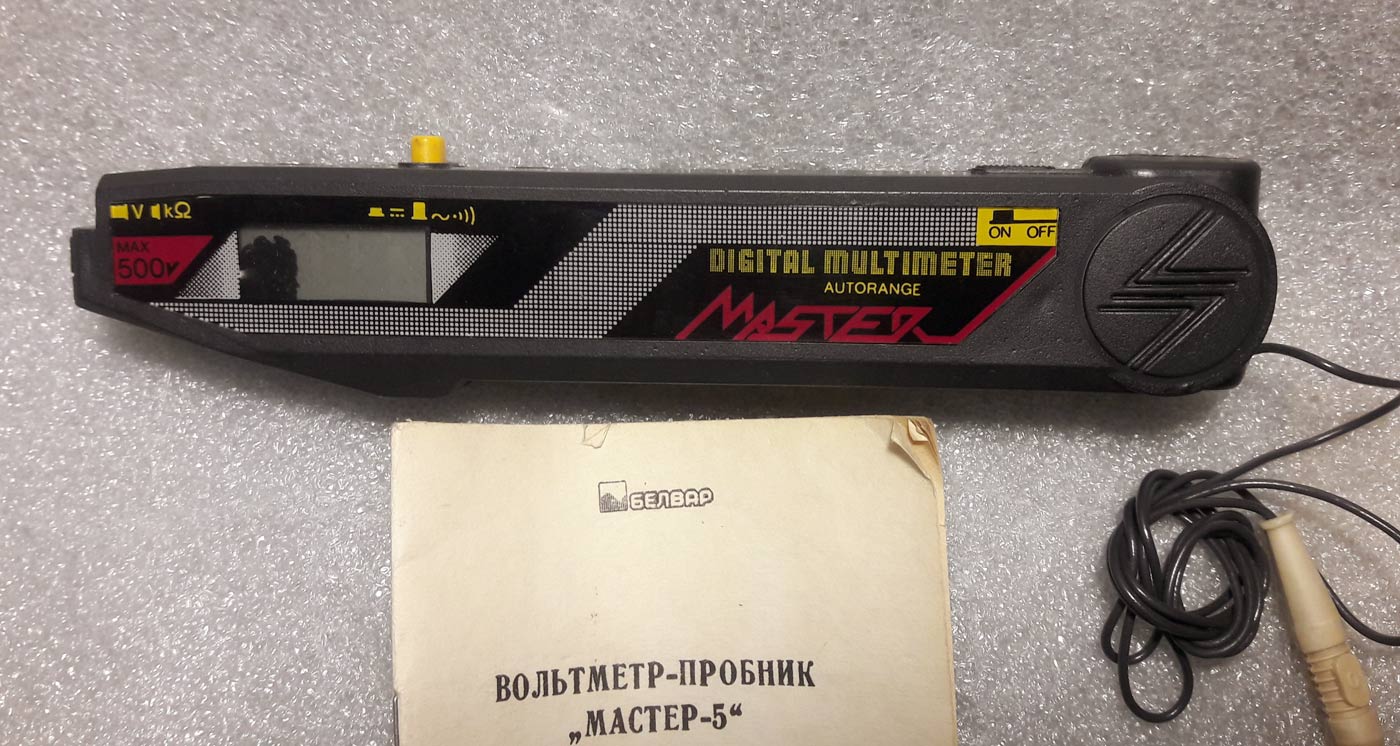 V kΩ
MAX
500V
ON OFF
DIGITAL MULTIMETER
AUTORANGE
MASTER
БЕЛВАР
ВОЛЬТМЕТР-ПРОБНИК
„МАСТЕР-5“